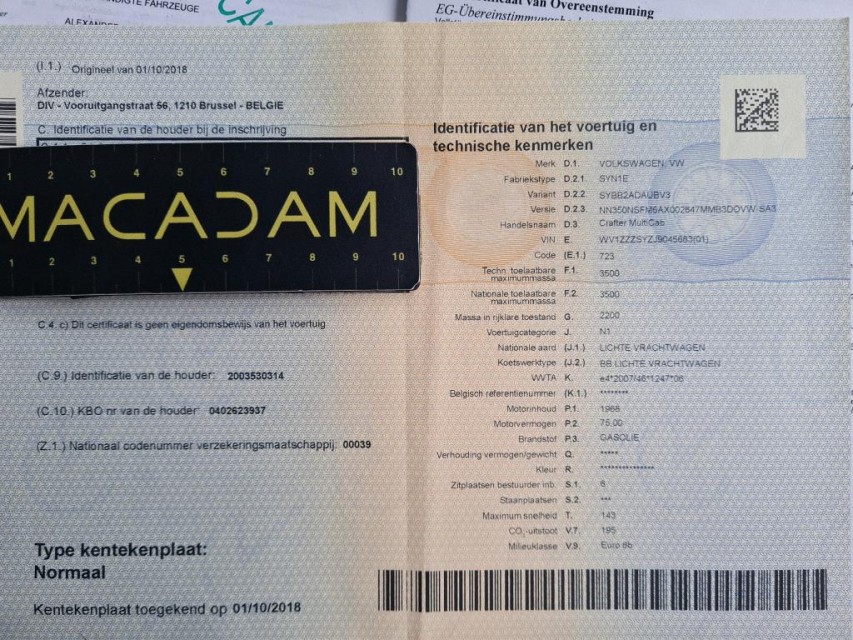 NDIGTE FAHRZEUGE
ALEXANDER
van Overeenstemming
EG-Übereinstimmungsb
(I.1.) Origineel van 01/10/2018
Afzender:
DIV - Vooruitgangstraat 56, 1210 Brussel - BELGIE
C. Identificatie van de houder bij de inschrijving
1 2 3 4 5 6 7 8 9 10
MACADAM
1 2 3 4 5 6 7 8 9 10
C 4. c) Dit certificaat is geen eigendomsbewijs van het voertuig
(C.9.) Identificatie van de houder: 2003530314
(C.10.) KBO nr van de houder: 0402623937
(Z.1.) Nationaal codenummer verzekeringsmaatschappij: 00039
Type kentekenplaat:
Normaal
Kentekenplaat toegekend op 01/10/2018
Identificatie van het voertuig en
technische kenmerken
Merk D.1. VOLKSWAGEN, VW
Fabriekstype D.2.1. SYN1E
Variant D.2.2. SYBB2ADAUBV3
Versie D.2.3.
Handelsnaam D.3. Crafter MultiCab
VIN E. WV1ZZZSYZJ9045683(01)
Code (E.1.) 723
Techn. toelaatbare maximummassa F.1. 3500
Nationale toelaatbare maximummassa F.2. 3500
Massa in rijklare toestand G. 2200
Voertuigcategorie J. N1
Nationale aard (J.1.) LICHTE VRACHTWAGEN
Koetswerktype (J.2.) BB LICHTE VRACHTWAGEN
WVTA K. e4*2007/46*1247*06
Belgisch referentienummer (K.1.) ********
Motorinhoud P.1. 1968
Motorvermogen P.2. 75.00
Brandstof P.3. GASOLIE
Verhouding vermogen/gewicht Q. *****
Kleur R. ***************
Zitplaatsen bestuurder inb. S.1. 6
Staanplaatsen S.2. ***
Maximum snelheid T. 143
CO₂-uitstoot V.7. 195
Milieuklasse V.9. Euro 6b